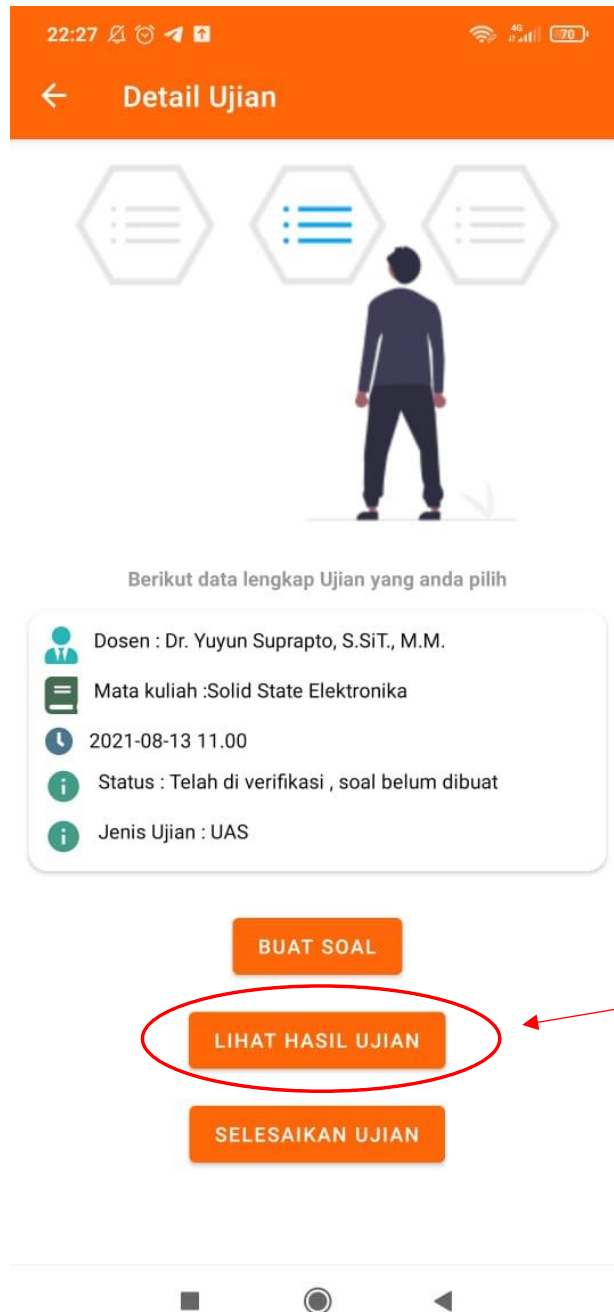 22:27 4G 70
Detail Ujian
Berikut data lengkap Ujian yang anda pilih
Dosen : Dr. Yuyun Suprapto, S.SiT., M.M.
Mata kuliah :Solid State Elektronika
2021-08-13 11.00
Status : Telah di verifikasi , soal belum dibuat
Jenis Ujian : UAS
BUAT SOAL
LIHAT HASIL UJIAN
SELESAIKAN UJIAN